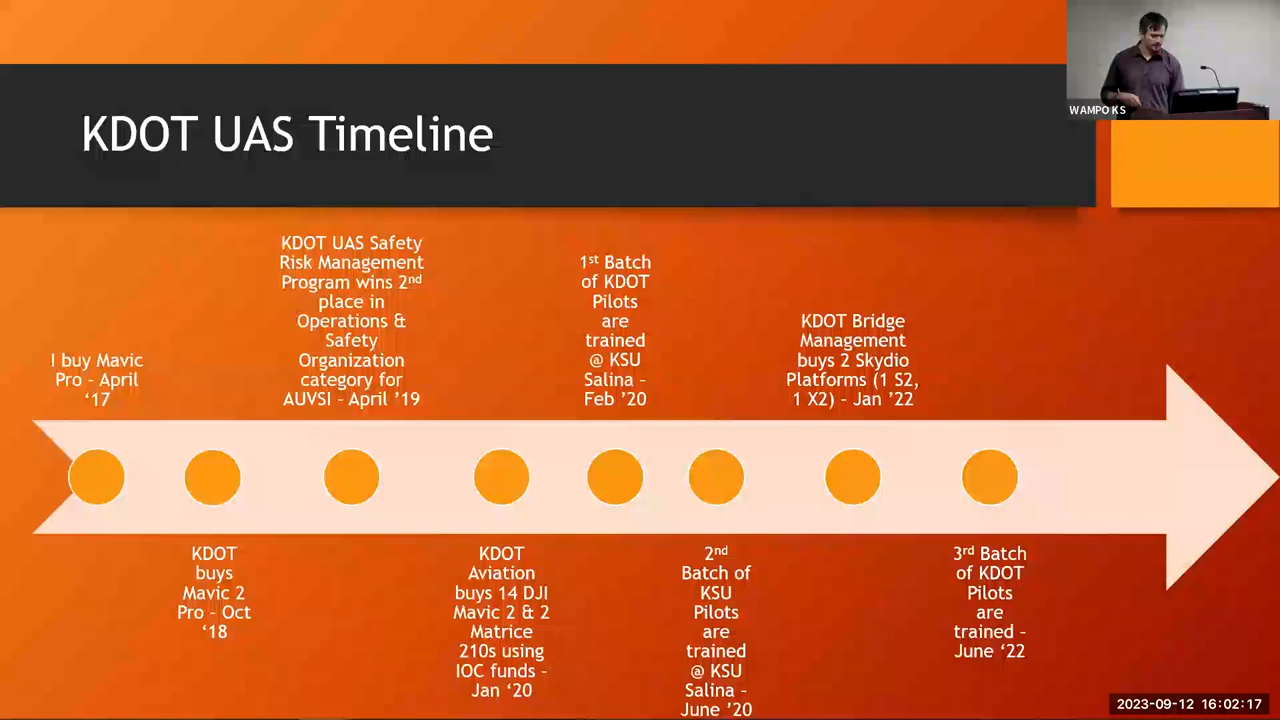 KDOT UAS Timeline
WAMPO KS
I buy Mavic
Pro – April
‘17
KDOT
buys
Mavic 2
Pro – Oct
‘18
KDOT UAS Safety
Risk Management
Program wins 2nd
place in
Operations &
Safety
Organization
category for
AUVSI – April ’19
KDOT
Aviation
buys 14 DJI
Mavic 2 & 2
Matrice
210s using
IOC funds –
Jan ‘20
1st Batch
of KDOT
Pilots
are
trained
@ KSU
Salina –
Feb ’20
2nd
Batch of
KSU
Pilots
are
trained
@ KSU
Salina –
June ’20
KDOT Bridge
Management
buys 2 Skydio
Platforms (1 S2,
1 X2) – Jan ’22
3rd Batch
of KDOT
Pilots
are
trained –
June ‘22
2023-09-12 16:02:17